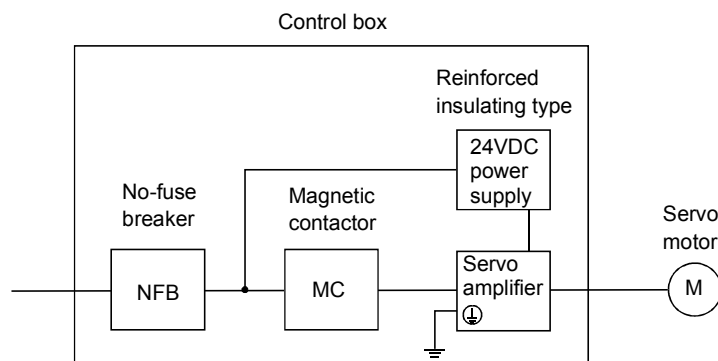 Control box
Reinforced
insulating type
24VDC
power
supply
No-fuse
breaker
Magnetic
contactor
Servo
motor
NFB
MC
Servo
amplifier
M